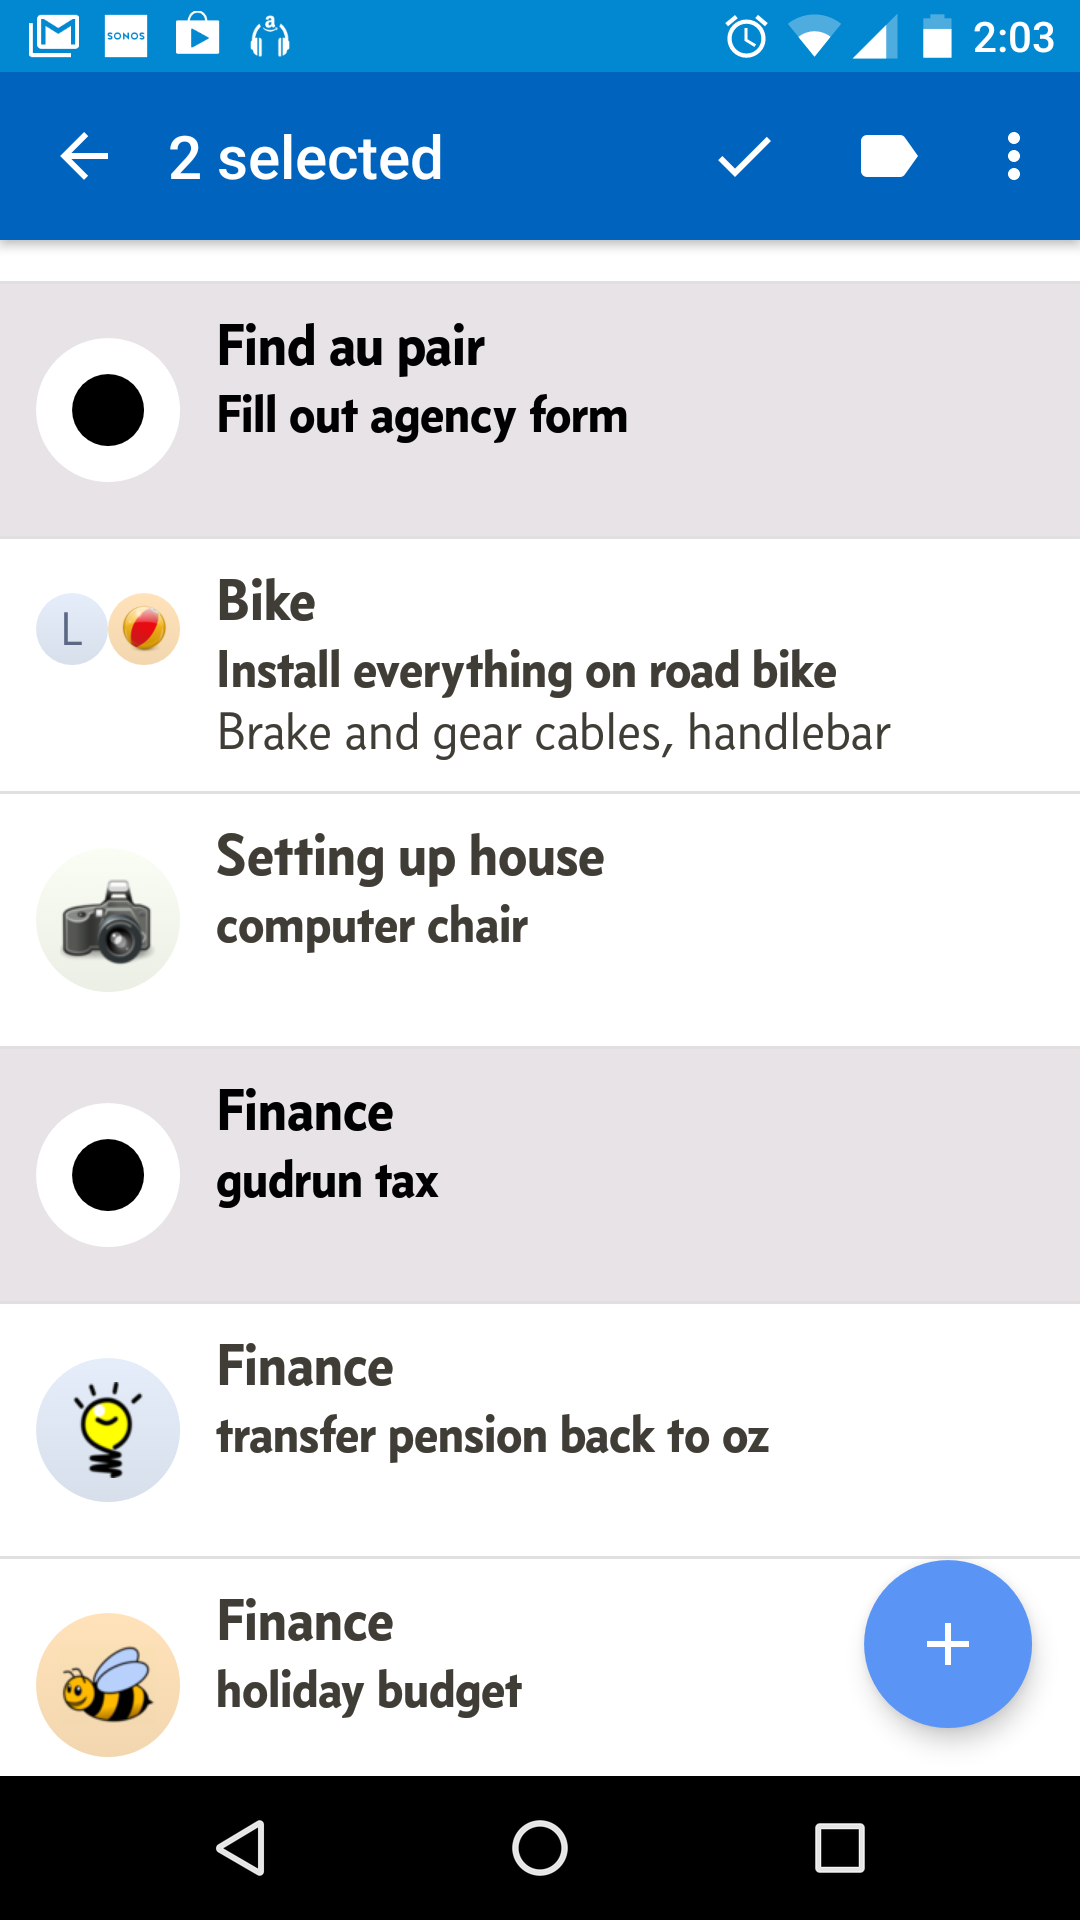 SONOS
a
2:03
2 selected
Find au pair
Fill out agency form
L
Bike
Install everything on road bike
Brake and gear cables, handlebar
Setting up house
computer chair
Finance
gudrun tax
Finance
transfer pension back to oz
Finance
holiday budget